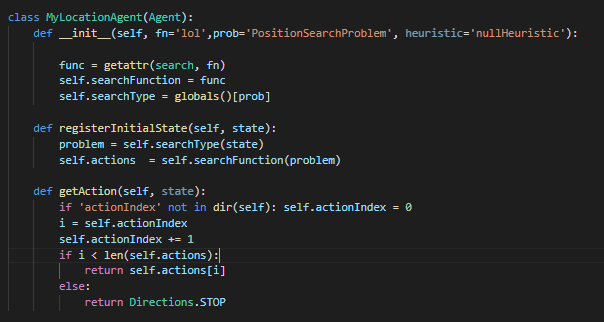 class MyLocationAgent(Agent):
    def __init__(self, fn='lol',prob='PositionSearchProblem', heuristic='nullHeuristic'):

        func = getattr(search, fn)
        self.searchFunction = func
        self.searchType = globals()[prob]

    def registerInitialState(self, state):
        problem = self.searchType(state)
        self.actions  = self.searchFunction(problem)

    def getAction(self, state):
        if 'actionIndex' not in dir(self): self.actionIndex = 0
        i = self.actionIndex
        self.actionIndex += 1
        if i < len(self.actions):
            return self.actions[i]
        else:
            return Directions.STOP